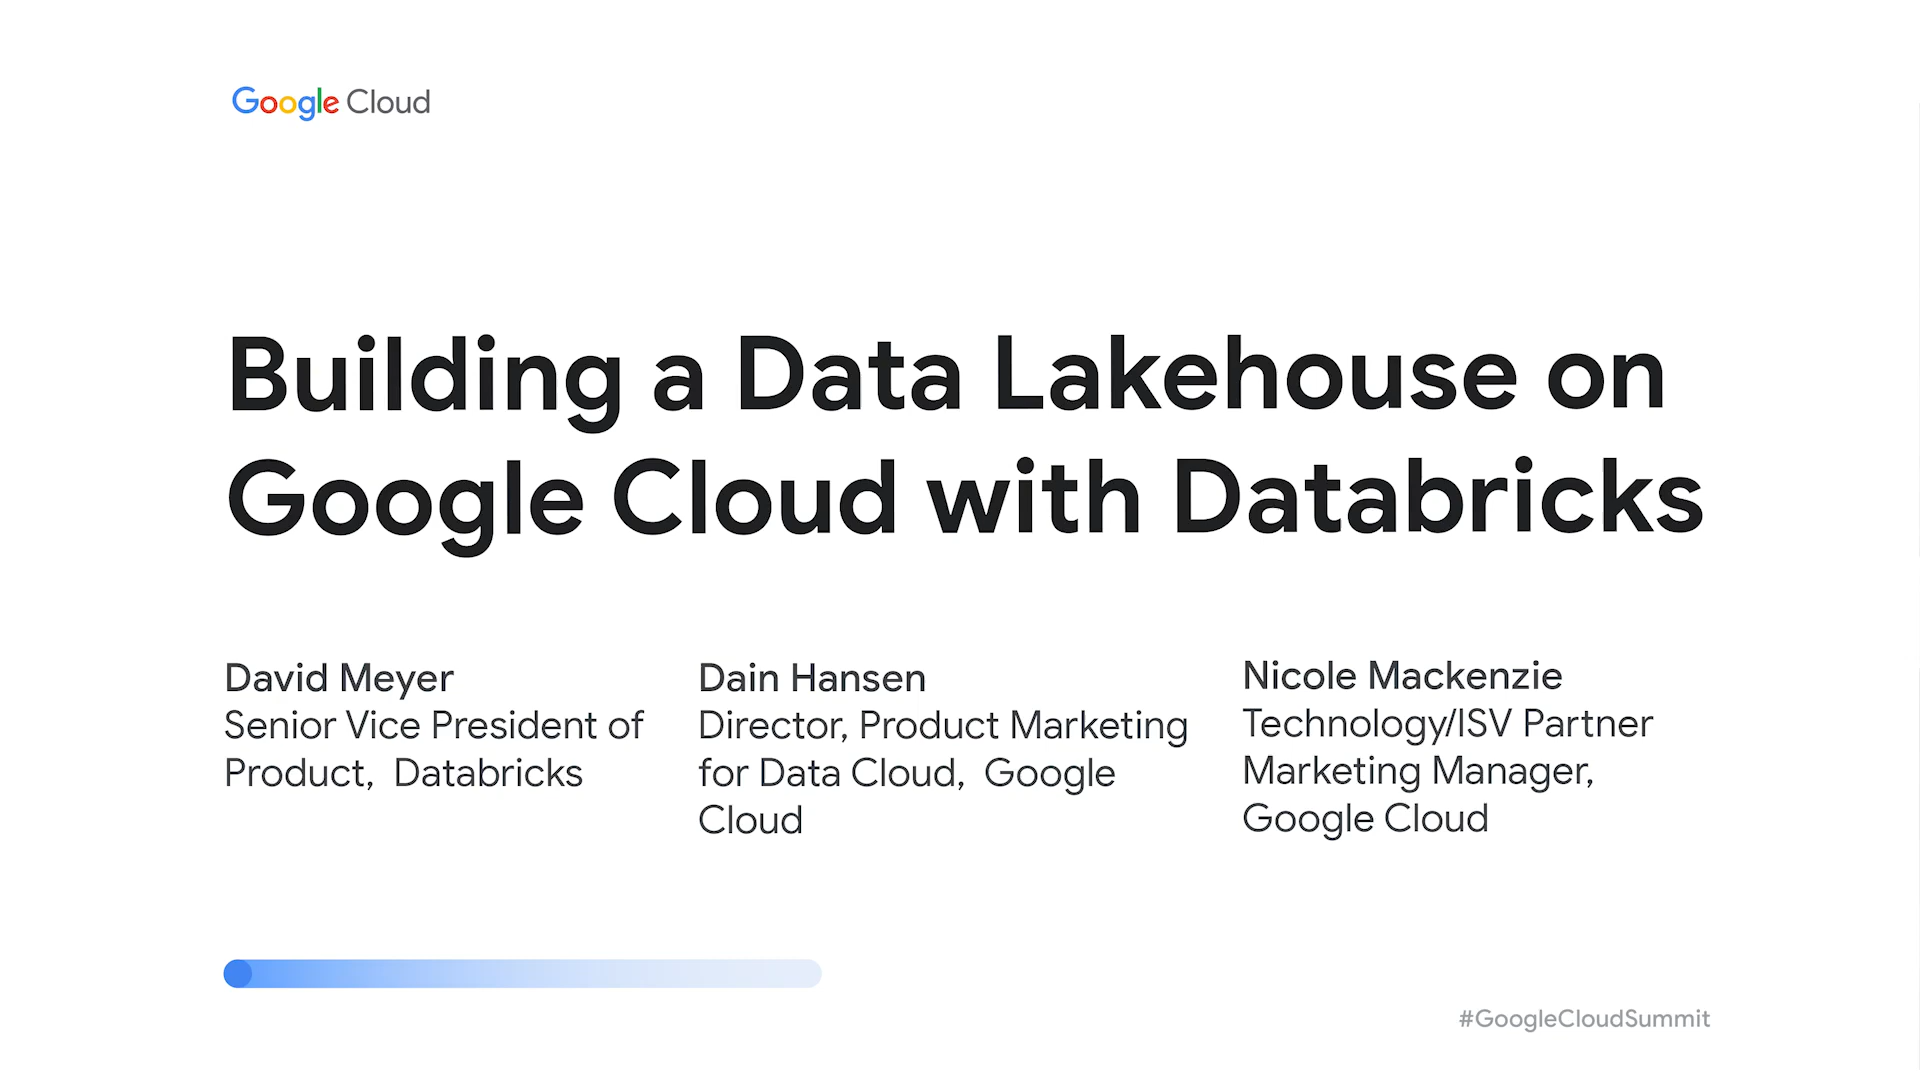 Google Cloud
Building a Data Lakehouse on
Google Cloud with Databricks
David Meyer
Senior Vice President of
Product,  Databricks
Dain Hansen
Director, Product Marketing
for Data Cloud,  Google
Cloud
Nicole Mackenzie
Technology/ISV Partner
Marketing Manager,
Google Cloud
#GoogleCloudSummit